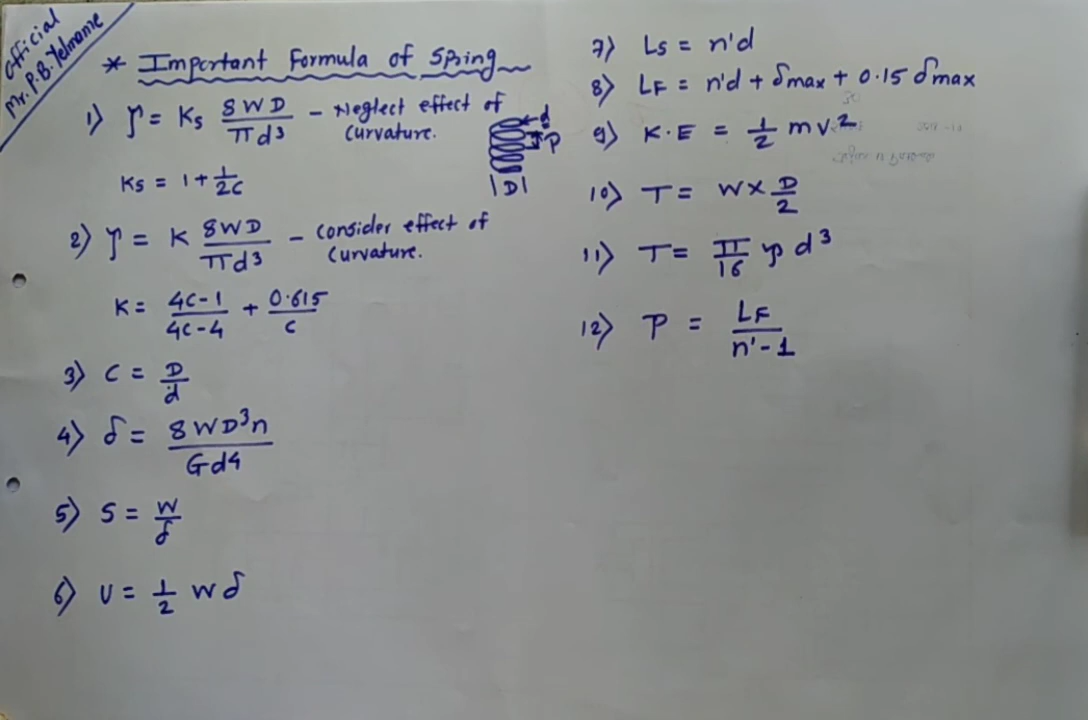 official
Mr. P.B. Yelmame
* Important Formula of Spring
1) τ = Ks 8WD/πd³ - Neglect effect of curvature.
Ks = 1 + 1/2C
d
P
|D|
2) τ = K 8WD/πd³ - consider effect of curvature.
K = 4C-1/4C-4 + 0.615/C
3) C = D/d
4) δ = 8WD³n/Gd⁴
5) S = W/δ
6) U = 1/2 W δ
7) Ls = n'd
8) LF = n'd + δmax + 0.15 δmax
9) K.E = 1/2 mv²
10) T = W × D/2
11) T = π/16 τ d³
12) P = LF/n'-1